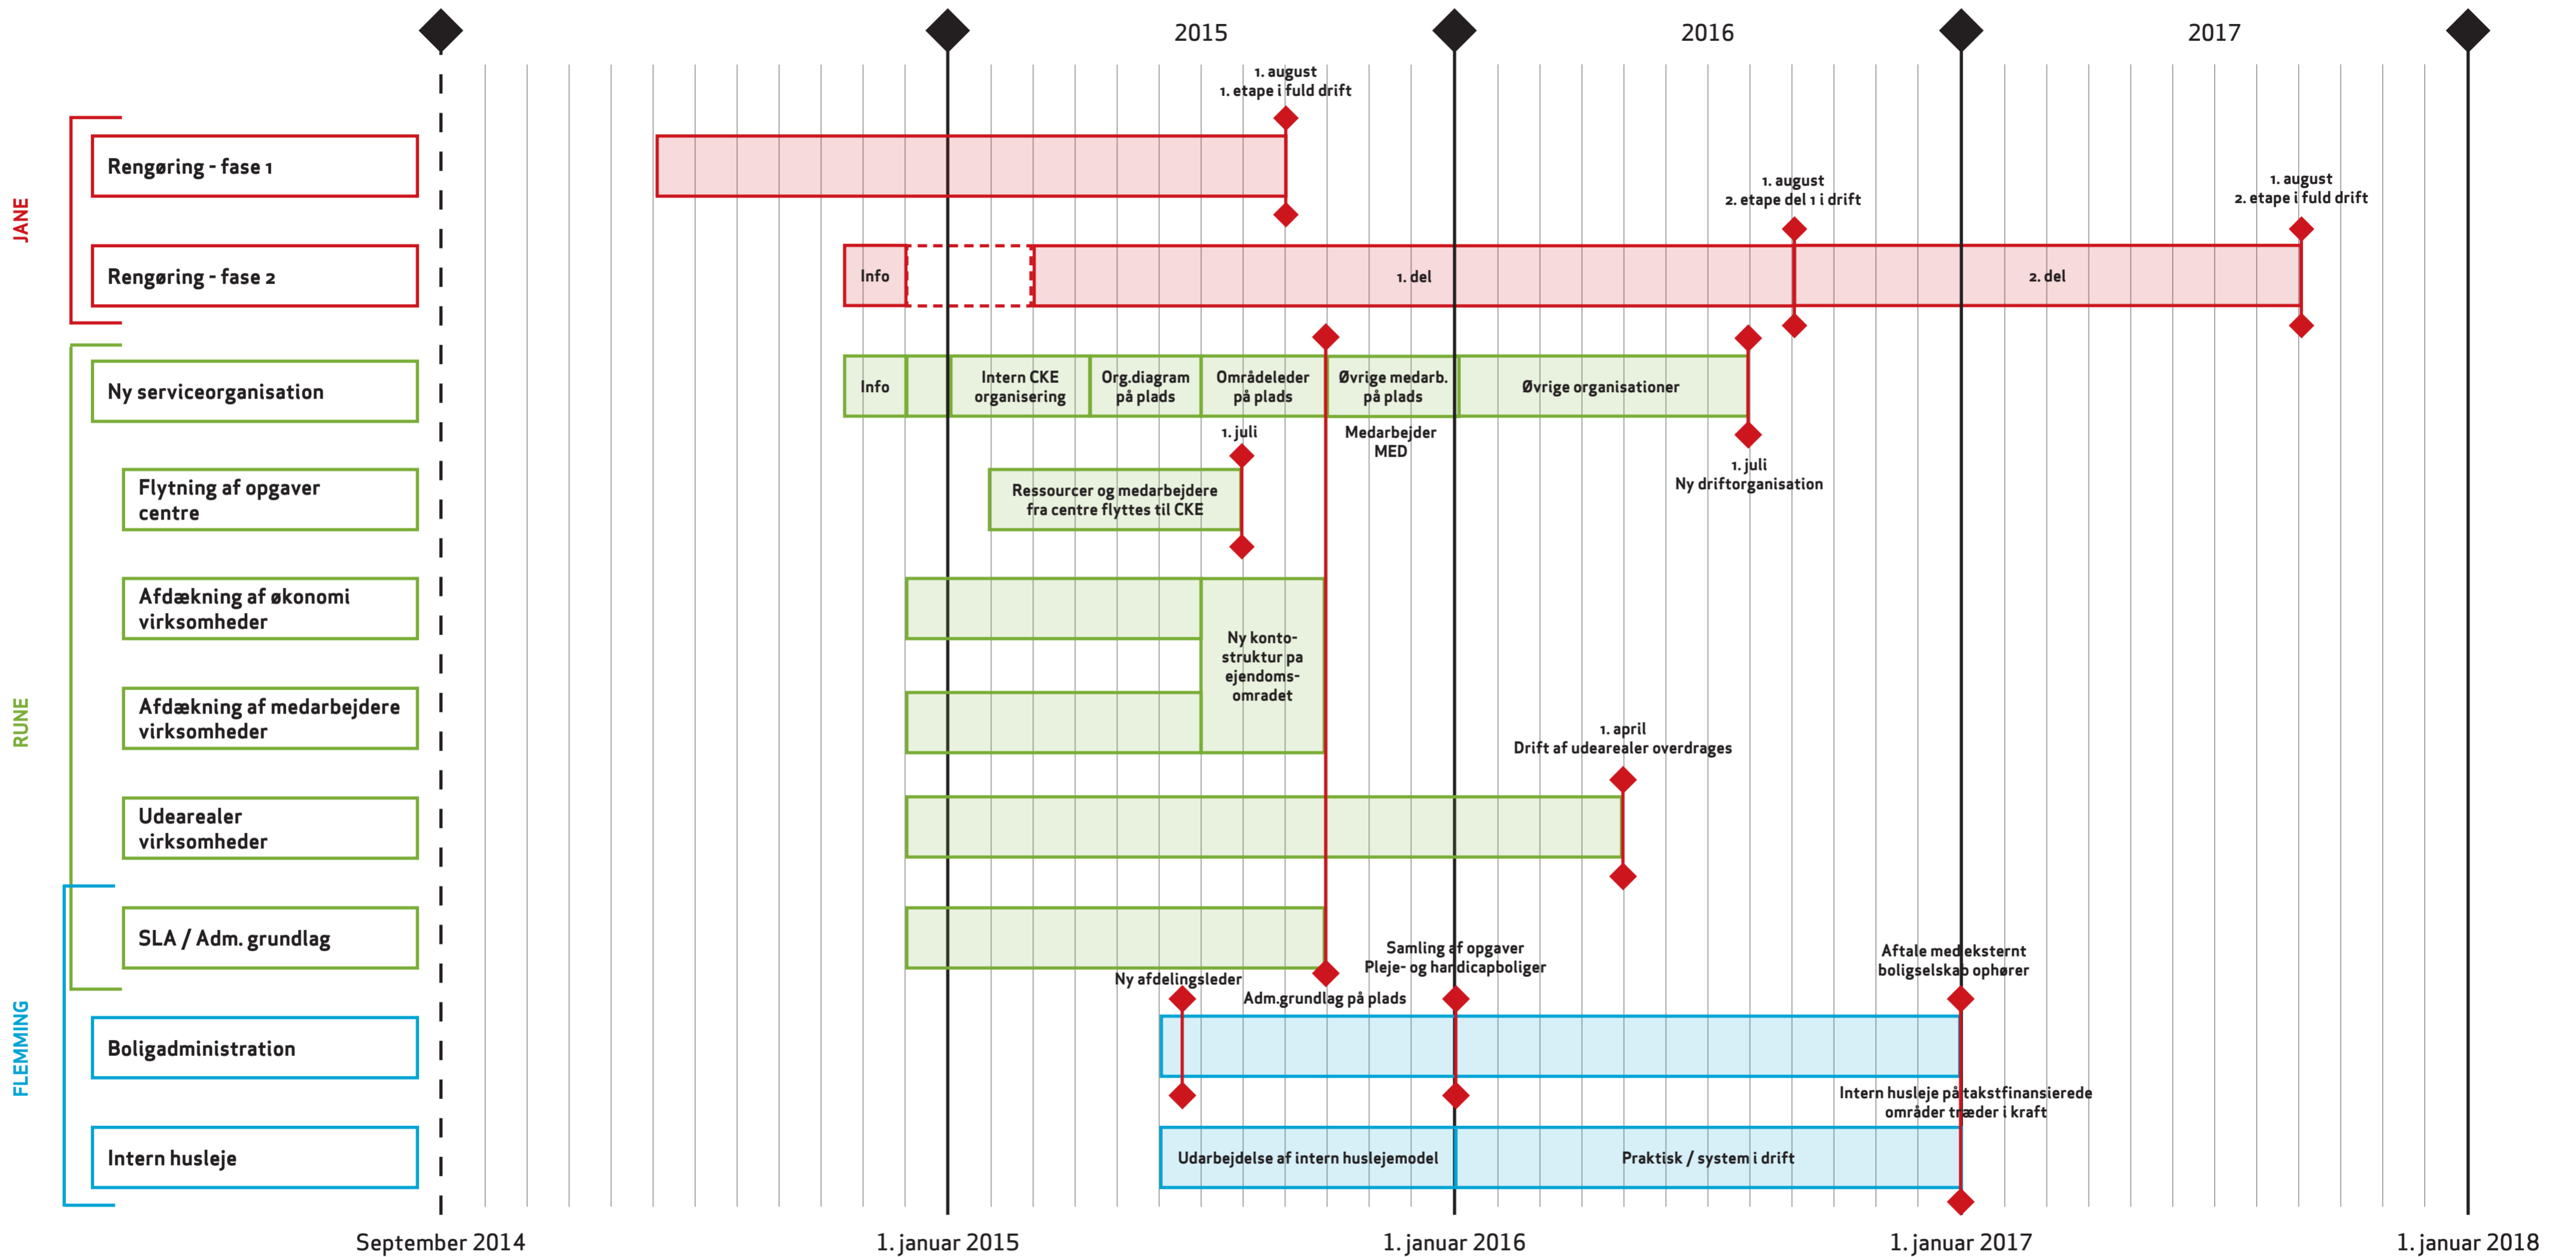 2015
2016
2017
1. august
1. etape i fuld drift
JANE
Rengøring - fase 1
1. august
2. etape del 1 i drift
1. august
2. etape i fuld drift
Rengøring - fase 2
Info
1. del
2. del
RUNE
Ny serviceorganisation
Info
Intern CKE
organisering
Org.diagram
på plads
Områdeleder
på plads
Øvrige medarb.
på plads
Øvrige organisationer
Medarbejder
MED
1. juli
1. juli
Ny driftorganisation
Flytning af opgaver
centre
Ressourcer og medarbejdere
fra centre flyttes til CKE
Afdækning af økonomi
virksomheder
Ny konto-
struktur pa
ejendoms-
omradet
Afdækning af medarbejdere
virksomheder
1. april
Drift af udearealer overdrages
Udearealer
virksomheder
SLA / Adm. grundlag
Ny afdelingsleder
Adm.grundlag på plads
Samling af opgaver
Pleje- og handicapboliger
Aftale med eksternt
boligselskab ophører
FLEMMING
Boligadministration
Intern husleje på takstfinansierede
områder træder i kraft
Intern husleje
Udarbejdelse af intern huslejemodel
Praktisk / system i drift
September 2014
1. januar 2015
1. januar 2016
1. januar 2017
1. januar 2018